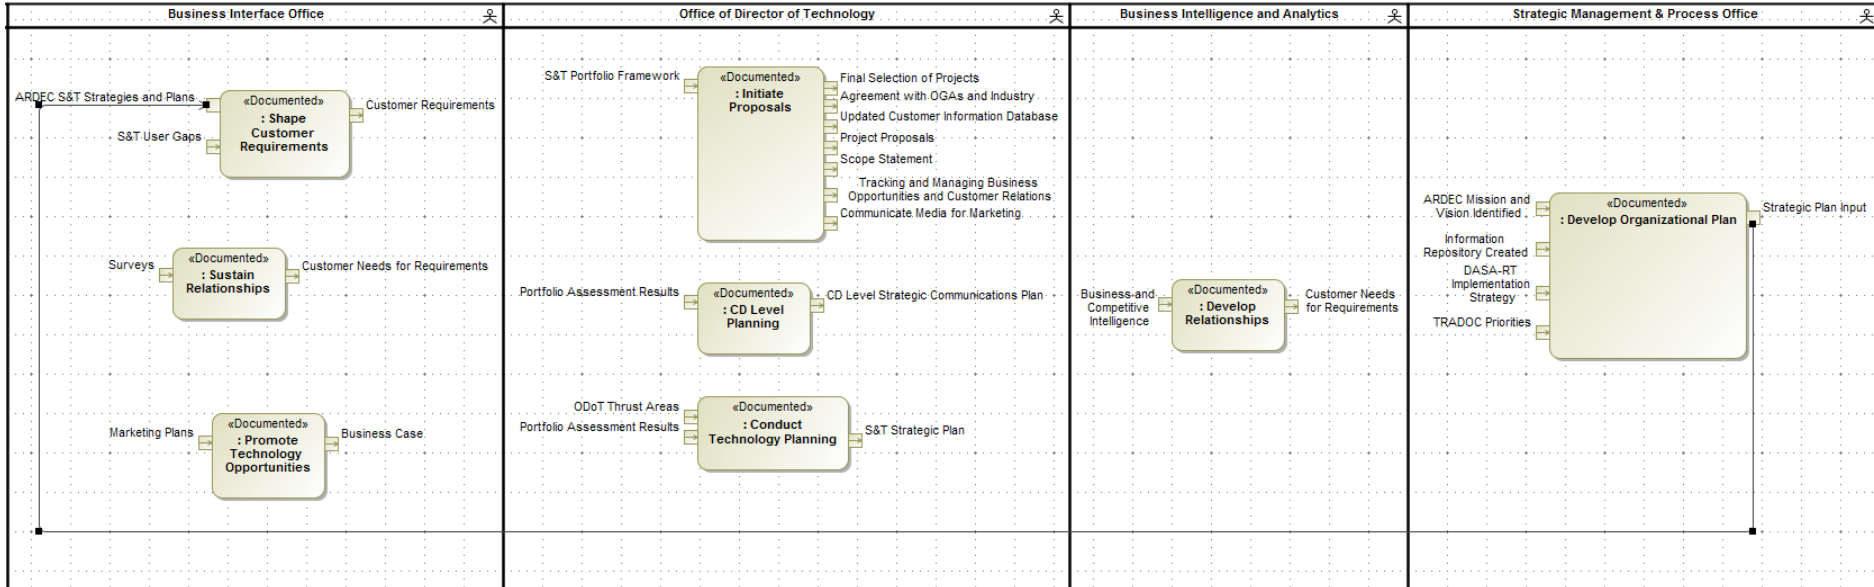 Business Interface Office
Office of Director of Technology
Business Intelligence and Analytics
Strategic Management & Process Office
ARDEC S&T Strategies and Plans
S&T User Gaps
«Documented»
: Shape
Customer
Requirements
Customer Requirements
Surveys
«Documented»
: Sustain
Relationships
Customer Needs for Requirements
Marketing Plans
«Documented»
: Promote
Technology
Opportunities
Business Case
S&T Portfolio Framework
«Documented»
: Initiate
Proposals
Final Selection of Projects
Agreement with OGAs and Industry
Updated Customer Information Database
Project Proposals
Scope Statement
Tracking and Managing Business
Opportunities and Customer Relations
Communicate Media for Marketing
Portfolio Assessment Results
«Documented»
: CD Level
Planning
CD Level Strategic Communications Plan
ODoT Thrust Areas
Portfolio Assessment Results
«Documented»
: Conduct
Technology Planning
S&T Strategic Plan
Business and
Competitive
Intelligence
«Documented»
: Develop
Relationships
Customer Needs
for Requirements
ARDEC Mission and
Vision Identified
Information
Repository Created
DASA-RT
Implementation
Strategy
TRADOC Priorities
«Documented»
: Develop Organizational Plan
Strategic Plan Input